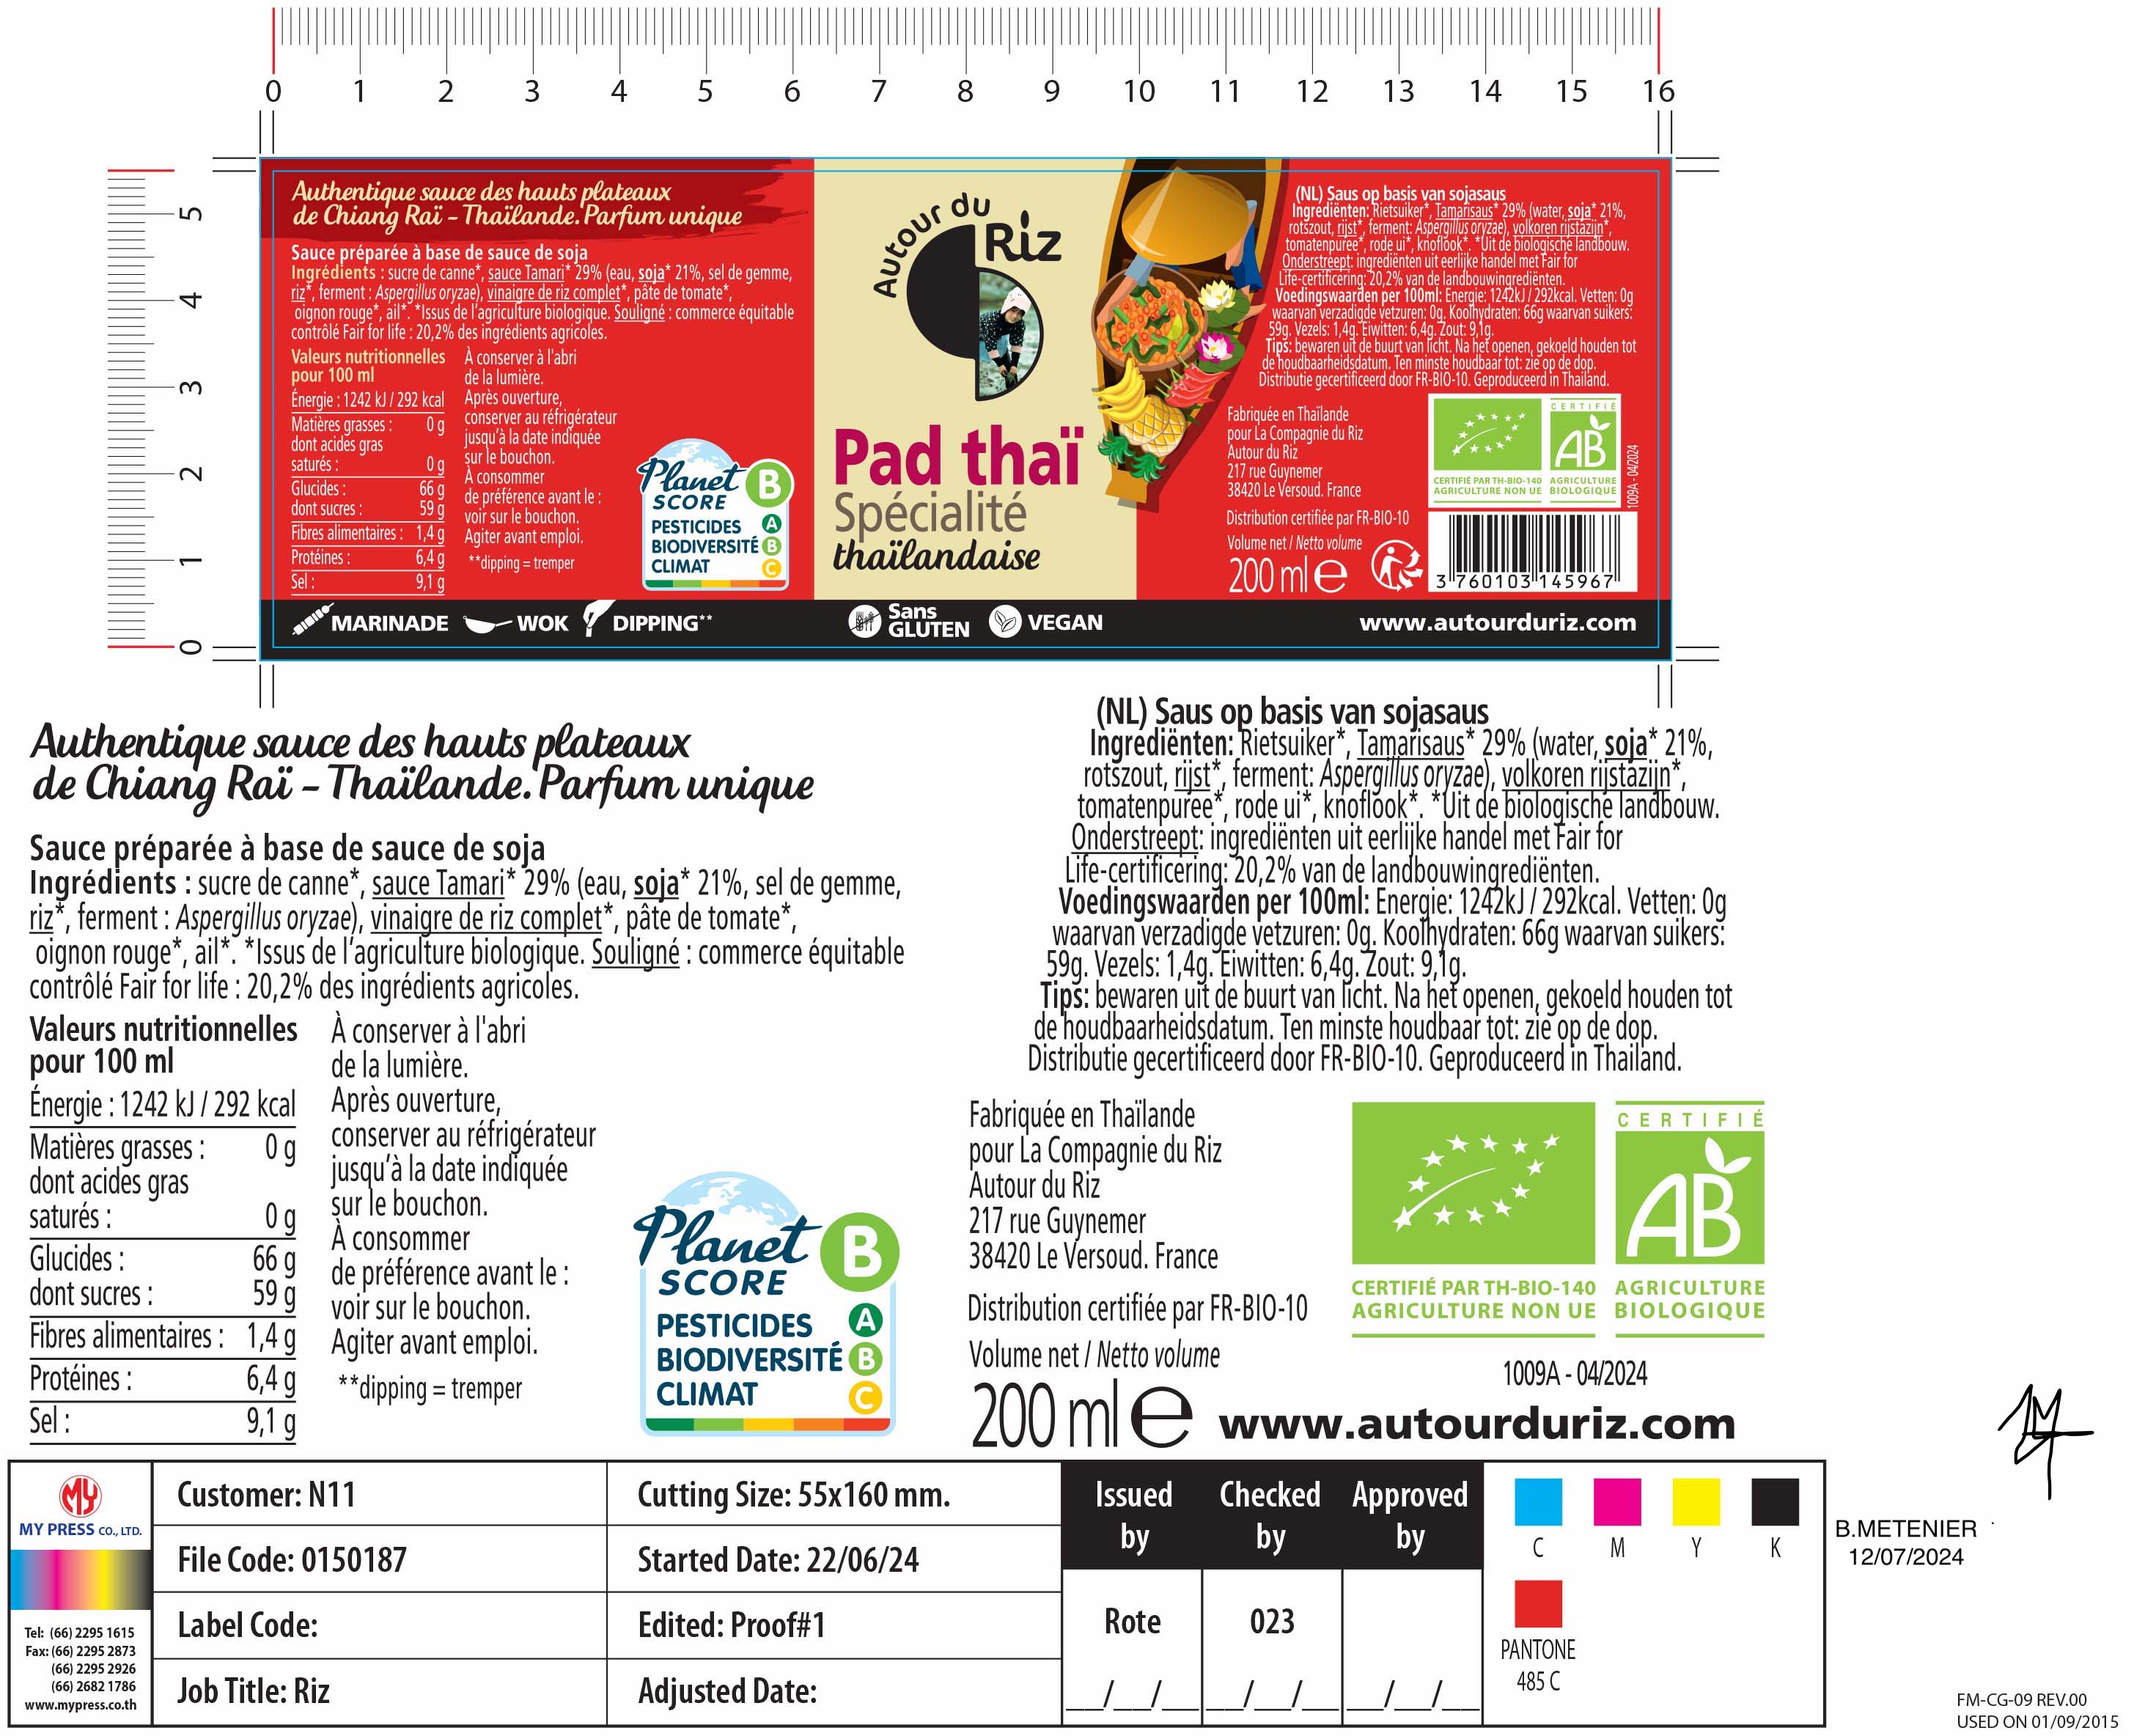 0 1 2 3 4 5 6 7 8 9 10 11 12 13 14 15 16
5
4
3
2
1
0
Authentique sauce des hauts plateaux
de Chiang Raï - Thaïlande. Parfum unique
Sauce préparée à base de sauce de soja
Ingrédients : sucre de canne*, sauce Tamari* 29% (eau, soja* 21%, sel de gemme,
riz*, ferment : Aspergillus oryzae), vinaigre de riz complet*, pâte de tomate*,
oignon rouge*, ail*. *Issus de l'agriculture biologique. Souligné : commerce équitable
contrôlé Fair for life : 20,2% des ingrédients agricoles.
Valeurs nutritionnelles
pour 100 ml
Énergie : 1242 kJ / 292 kcal
Matières grasses : 0 g
dont acides gras
saturés : 0 g
Glucides : 66 g
dont sucres : 59 g
Fibres alimentaires : 1,4 g
Protéines : 6,4 g
Sel : 9,1 g
À conserver à l'abri
de la lumière.
Après ouverture,
conserver au réfrigérateur
jusqu'à la date indiquée
sur le bouchon.
À consommer
de préférence avant le :
voir sur le bouchon.
Agiter avant emploi.
**dipping = tremper
Planet B
SCORE
PESTICIDES A
BIODIVERSITÉ B
CLIMAT C
MARINADE WOK DIPPING**
Autour du
Riz
Pad thaï
Spécialité
thaïlandaise
Sans
GLUTEN
VEGAN
(NL) Saus op basis van sojasaus
Ingrediënten: Rietsuiker*, Tamarisaus* 29% (water, soja* 21%,
rotszout, rijst*, ferment: Aspergillus oryzae), volkoren rijstazijn*,
tomatenpuree*, rode ui*, knoflook*. *Uit de biologische landbouw.
Onderstreept: ingrediënten uit eerlijke handel met Fair for
Life-certificering: 20,2% van de landbouwingrediënten.
Voedingswaarden per 100ml: Energie: 1242kJ / 292kcal. Vetten: 0g
waarvan verzadigde vetzuren: 0g. Koolhydraten: 66g waarvan suikers:
59g. Vezels: 1,4g. Eiwitten: 6,4g. Zout: 9,1g.
Tips: bewaren uit de buurt van licht. Na het openen, gekoeld houden tot
de houdbaarheidsdatum. Ten minste houdbaar tot: zie op de dop.
Distributie gecertificeerd door FR-BIO-10. Geproduceerd in Thailand.
Fabriquée en Thaïlande
pour La Compagnie du Riz
Autour du Riz
217 rue Guynemer
38420 Le Versoud. France
Distribution certifiée par FR-BIO-10
Volume net / Netto volume
200 ml e
CERTIFIÉ
AB
CERTIFIÉ PAR TH-BIO-140
AGRICULTURE NON UE
AGRICULTURE
BIOLOGIQUE
1009A - 04/2024
3 760103 145967
www.autourduriz.com
Authentique sauce des hauts plateaux
de Chiang Raï - Thaïlande. Parfum unique
Sauce préparée à base de sauce de soja
Ingrédients : sucre de canne*, sauce Tamari* 29% (eau, soja* 21%, sel de gemme,
riz*, ferment : Aspergillus oryzae), vinaigre de riz complet*, pâte de tomate*,
oignon rouge*, ail*. *Issus de l'agriculture biologique. Souligné : commerce équitable
contrôlé Fair for life : 20,2% des ingrédients agricoles.
Valeurs nutritionnelles
pour 100 ml
Énergie : 1242 kJ / 292 kcal
Matières grasses : 0 g
dont acides gras
saturés : 0 g
Glucides : 66 g
dont sucres : 59 g
Fibres alimentaires : 1,4 g
Protéines : 6,4 g
Sel : 9,1 g
À conserver à l'abri
de la lumière.
Après ouverture,
conserver au réfrigérateur
jusqu'à la date indiquée
sur le bouchon.
À consommer
de préférence avant le :
voir sur le bouchon.
Agiter avant emploi.
**dipping = tremper
Planet B
SCORE
PESTICIDES A
BIODIVERSITÉ B
CLIMAT C
(NL) Saus op basis van sojasaus
Ingrediënten: Rietsuiker*, Tamarisaus* 29% (water, soja* 21%,
rotszout, rijst*, ferment: Aspergillus oryzae), volkoren rijstazijn*,
tomatenpuree*, rode ui*, knoflook*. *Uit de biologische landbouw.
Onderstreept: ingrediënten uit eerlijke handel met Fair for
Life-certificering: 20,2% van de landbouwingrediënten.
Voedingswaarden per 100ml: Energie: 1242kJ / 292kcal. Vetten: 0g
waarvan verzadigde vetzuren: 0g. Koolhydraten: 66g waarvan suikers:
59g. Vezels: 1,4g. Eiwitten: 6,4g. Zout: 9,1g.
Tips: bewaren uit de buurt van licht. Na het openen, gekoeld houden tot
de houdbaarheidsdatum. Ten minste houdbaar tot: zie op de dop.
Distributie gecertificeerd door FR-BIO-10. Geproduceerd in Thailand.
Fabriquée en Thaïlande
pour La Compagnie du Riz
Autour du Riz
217 rue Guynemer
38420 Le Versoud. France
Distribution certifiée par FR-BIO-10
Volume net / Netto volume
200 ml e
CERTIFIÉ
AB
CERTIFIÉ PAR TH-BIO-140
AGRICULTURE NON UE
AGRICULTURE
BIOLOGIQUE
1009A - 04/2024
www.autourduriz.com
MY
MY PRESS CO., LTD.
Tel: (66) 2295 1615
Fax: (66) 2295 2873
(66) 2295 2926
(66) 2682 1786
www.mypress.co.th
Customer: N11
File Code: 0150187
Label Code:
Job Title: Riz
Cutting Size: 55x160 mm.
Started Date: 22/06/24
Edited: Proof#1
Adjusted Date:
Issued by
Checked by
Approved by
Rote
023
__/__/__ __/__/__ __/__/__
C M Y K
PANTONE
485 C
B.METENIER
12/07/2024
FM-CG-09 REV.00
USED ON 01/09/2015